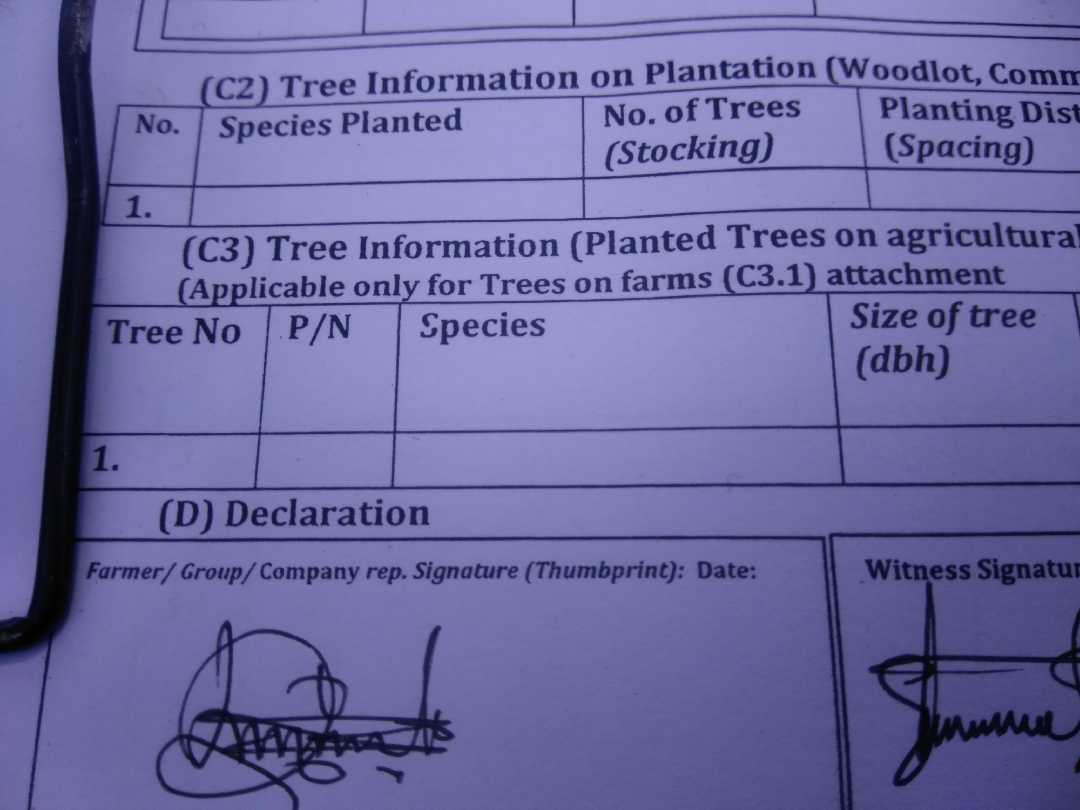 (C2) Tree Information on Plantation (Woodlot, Comm
No. Species Planted No. of Trees (Stocking) Planting Dist (Spacing)
1.
(C3) Tree Information (Planted Trees on agricultural
(Applicable only for Trees on farms (C3.1) attachment
Tree No P/N Species Size of tree (dbh)
1.
(D) Declaration
Farmer/ Group/ Company rep. Signature (Thumbprint): Date:
Witness Signatur